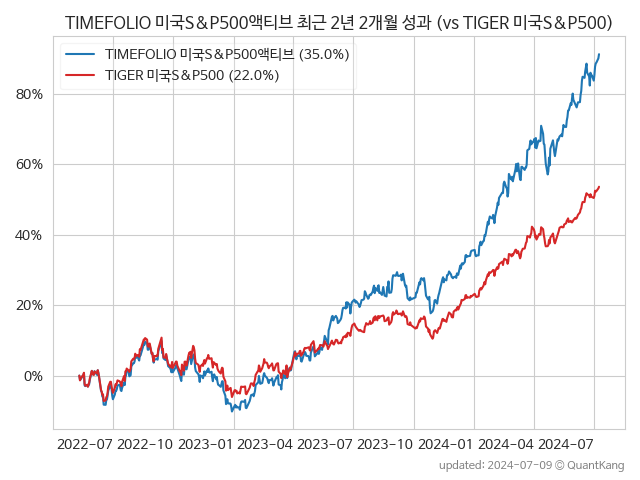 TIMEFOLIO 미국S&P500액티브 최근 2년 2개월 성과 (vs TIGER 미국S&P500)
TIMEFOLIO 미국S&P500액티브 (35.0%)
TIGER 미국S&P500 (22.0%)
80%
60%
40%
20%
0%
2022-07 2022-10 2023-01 2023-04 2023-07 2023-10 2024-01 2024-04 2024-07
updated: 2024-07-09 © QuantKang